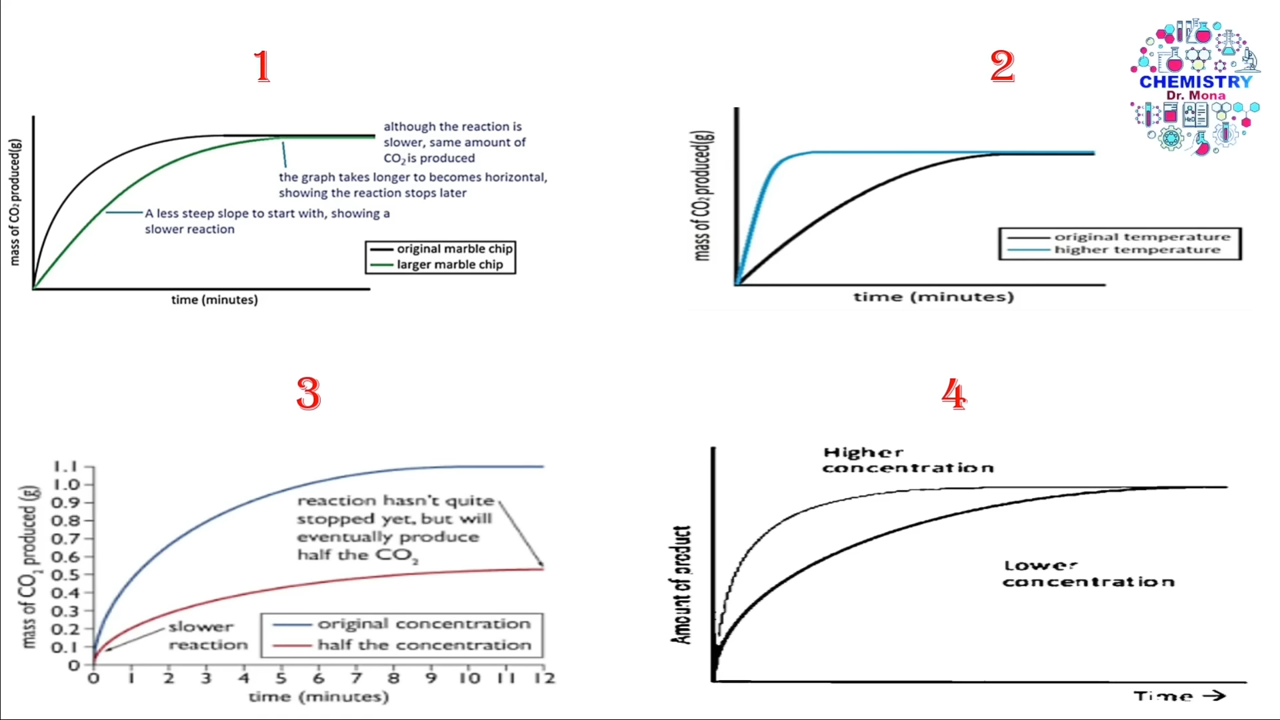 1
2
CHEMISTRY
Dr. Mona
mass of CO₂ produced(g)
although the reaction is
slower, same amount of
CO₂ is produced
the graph takes longer to becomes horizontal,
showing the reaction stops later
A less steep slope to start with, showing a
slower reaction
original marble chip
larger marble chip
time (minutes)
mass of CO₂ produced(g)
original temperature
higher temperature
time (minutes)
3
4
mass of CO₂ produced (g)
1.1
1.0
0.9
0.8
0.7
0.6
0.5
0.4
0.3
0.2
0.1
0
reaction hasn't quite
stopped yet, but will
eventually produce
half the CO₂
slower
reaction
original concentration
half the concentration
0 1 2 3 4 5 6 7 8 9 10 11 12
time (minutes)
Amount of product
Higher
concentration
Lower
concentration
Time →